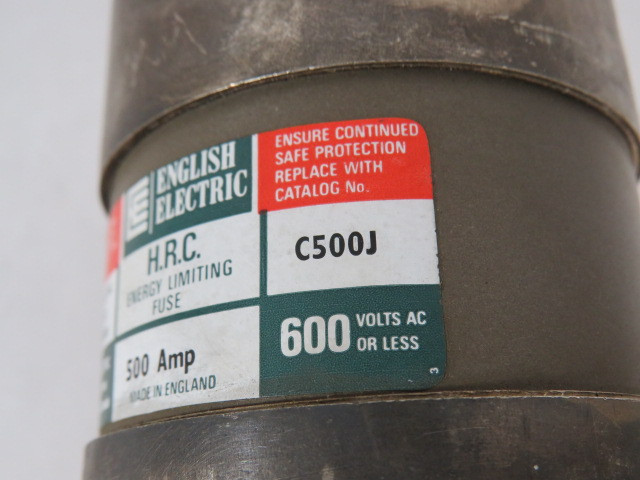 ENGLISH
ELECTRIC
H.R.C.
ENERGY LIMITING
FUSE
500 Amp
MADE IN ENGLAND
ENSURE CONTINUED
SAFE PROTECTION
REPLACE WITH
CATALOG No.
C500J
600 VOLTS AC
OR LESS
3